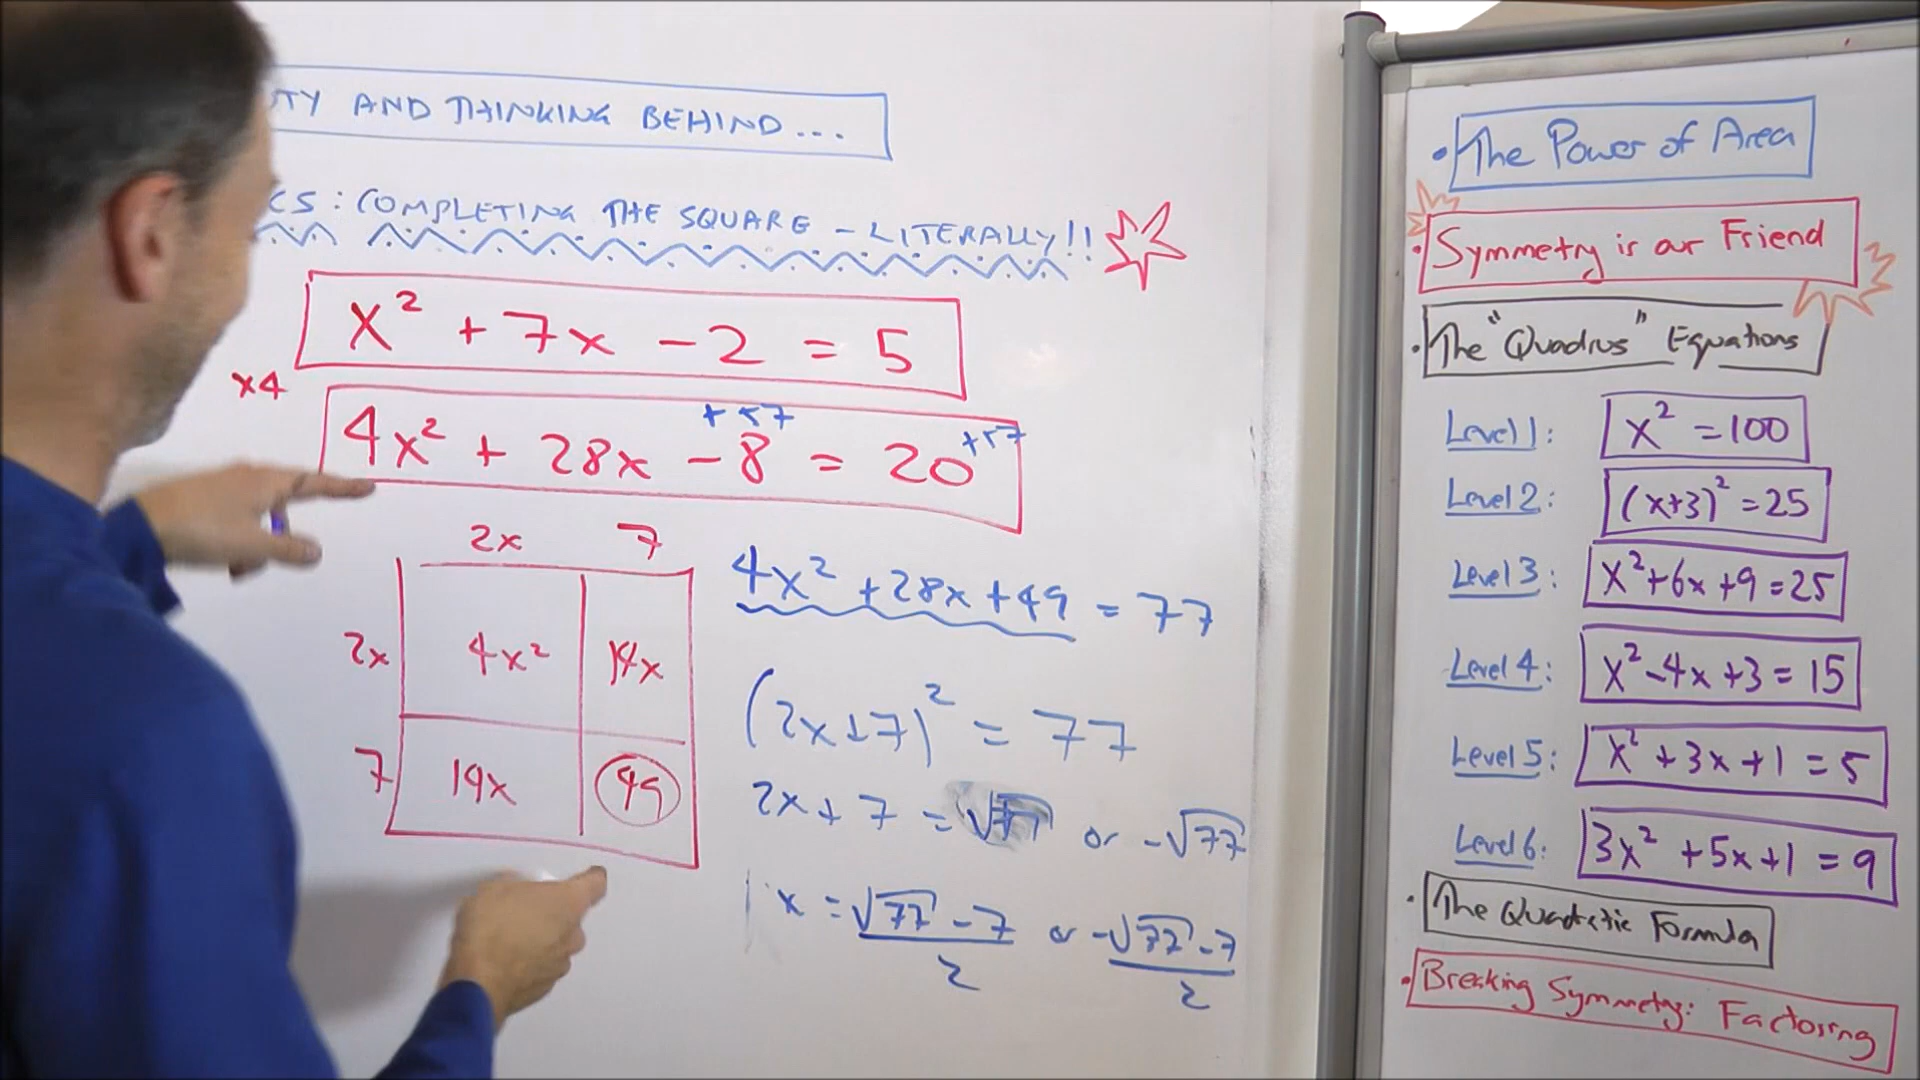 AND THINKING BEHIND...
CS: COMPLETING THE SQUARE – LITERALLY!!
x² + 7x - 2 = 5
x4
+57 +57
4x² + 28x - 8 = 20
2x 7
2x 4x² 14x
7 14x 49
4x² + 28x + 49 = 77
(2x+7)² = 77
2x + 7 = √77 or -√77
x = √77 - 7 or -√77 - 7
2 2
• The Power of Area
• Symmetry is our Friend
• The "Quadrus" Equations
Level 1: x² = 100
Level 2: (x+3)² = 25
Level 3: x²+6x+9 = 25
Level 4: x²-4x+3 = 15
Level 5: x² + 3x + 1 = 5
Level 6: 3x² + 5x + 1 = 9
• The Quadratic Formula
• Breaking Symmetry: Factoring